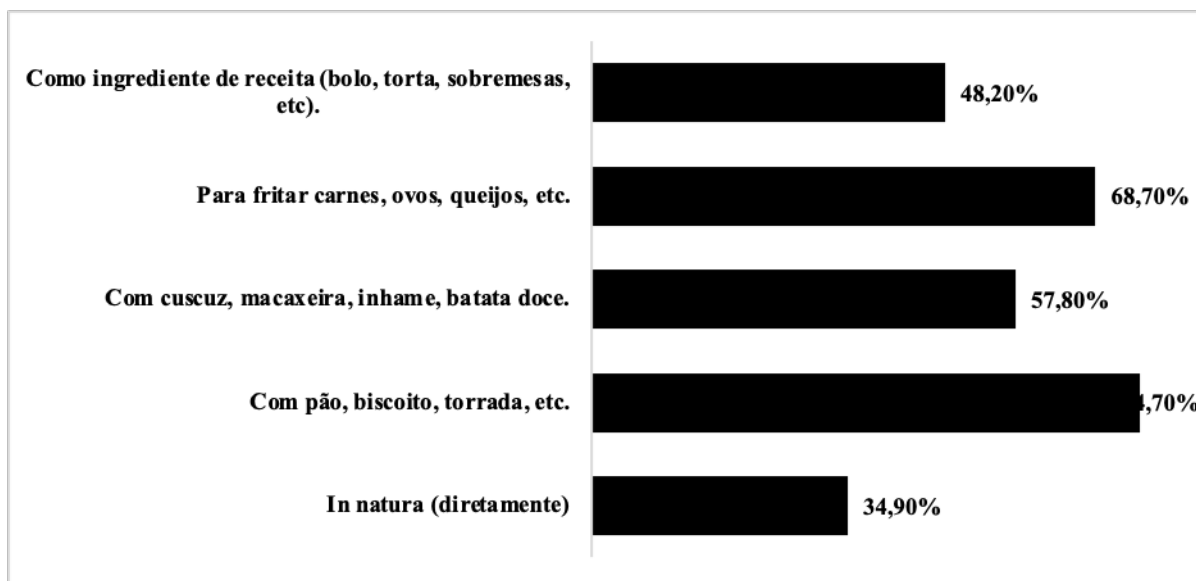 Como ingrediente de receita (bolo, torta, sobremesas,
etc).
48,20%
Para fritar carnes, ovos, queijos, etc.
68,70%
Com cuscuz, macaxeira, inhame, batata doce.
57,80%
Com pão, biscoito, torrada, etc.
In natura (diretamente)
34,90%